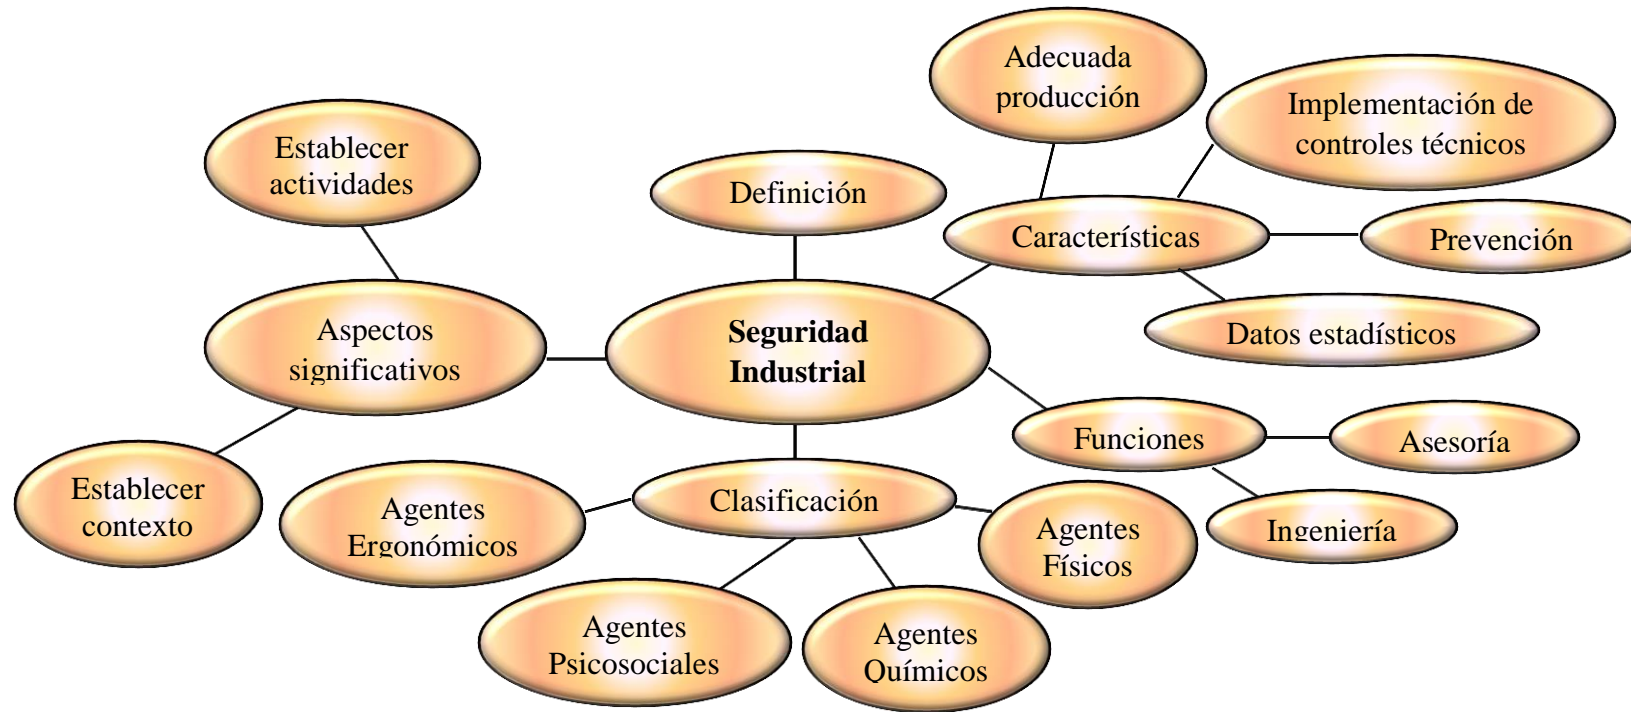 Adecuada
producción
Implementación de
controles técnicos
Establecer
actividades
Definición
Características
Prevención
Aspectos
significativos
Seguridad
Industrial
Datos estadísticos
Funciones
Asesoría
Establecer
contexto
Agentes
Ergonómicos
Clasificación
Agentes
Físicos
Ingeniería
Agentes
Psicosociales
Agentes
Químicos